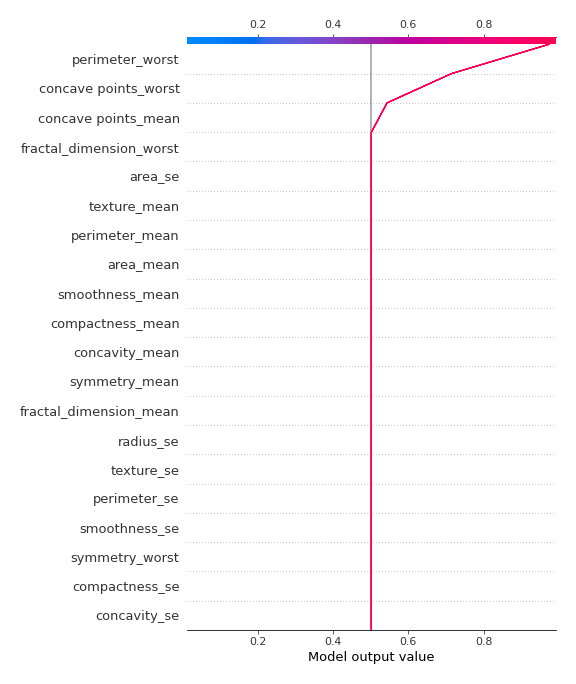 0.2 0.4 0.6 0.8
perimeter_worst
concave points_worst
concave points_mean
fractal_dimension_worst
area_se
texture_mean
perimeter_mean
area_mean
smoothness_mean
compactness_mean
concavity_mean
symmetry_mean
fractal_dimension_mean
radius_se
texture_se
perimeter_se
smoothness_se
symmetry_worst
compactness_se
concavity_se
0.2 0.4 0.6 0.8
Model output value